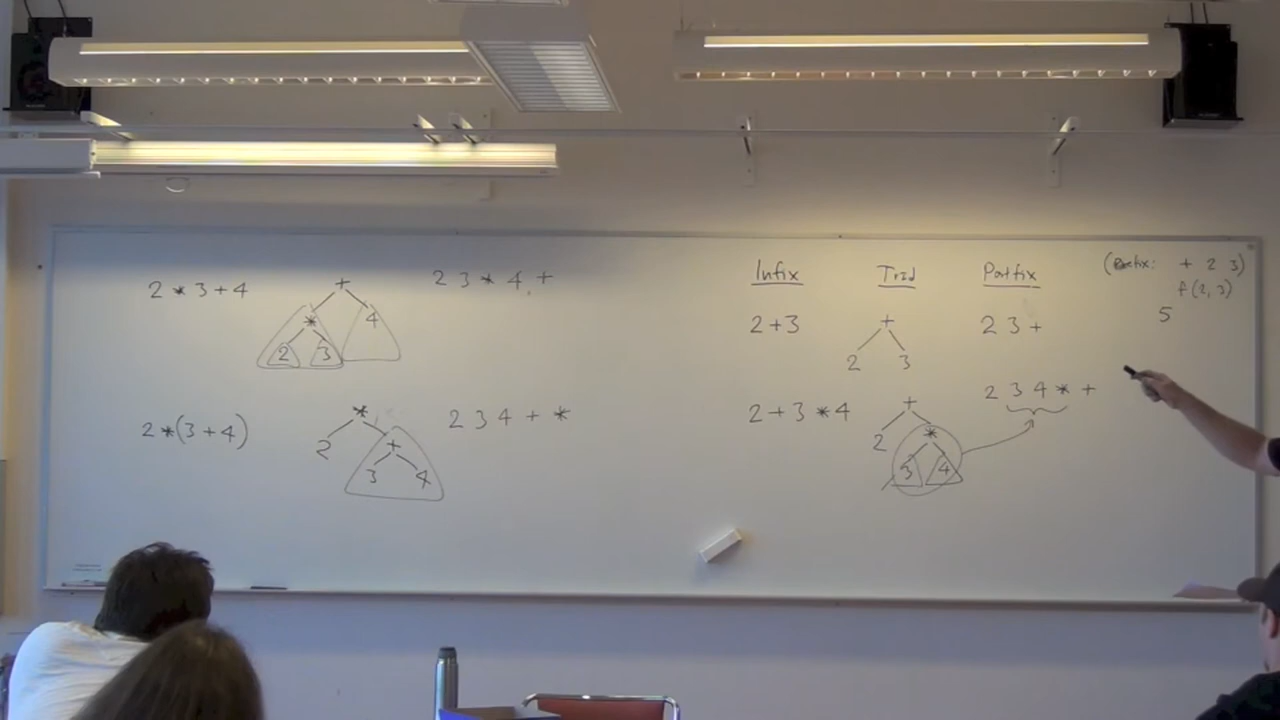 2 * 3 + 4
+
* 4
2 3
2 3 * 4 , +
2 * (3 + 4)
*
2 +
3 4
2 3 4 + *
Infix
2 + 3
2 + 3 * 4
+
2 3
+
2 *
3 4
Postfix
2 3 +
2 3 4 * +
(Prefix: + 2 3)
f(2, 3)
5